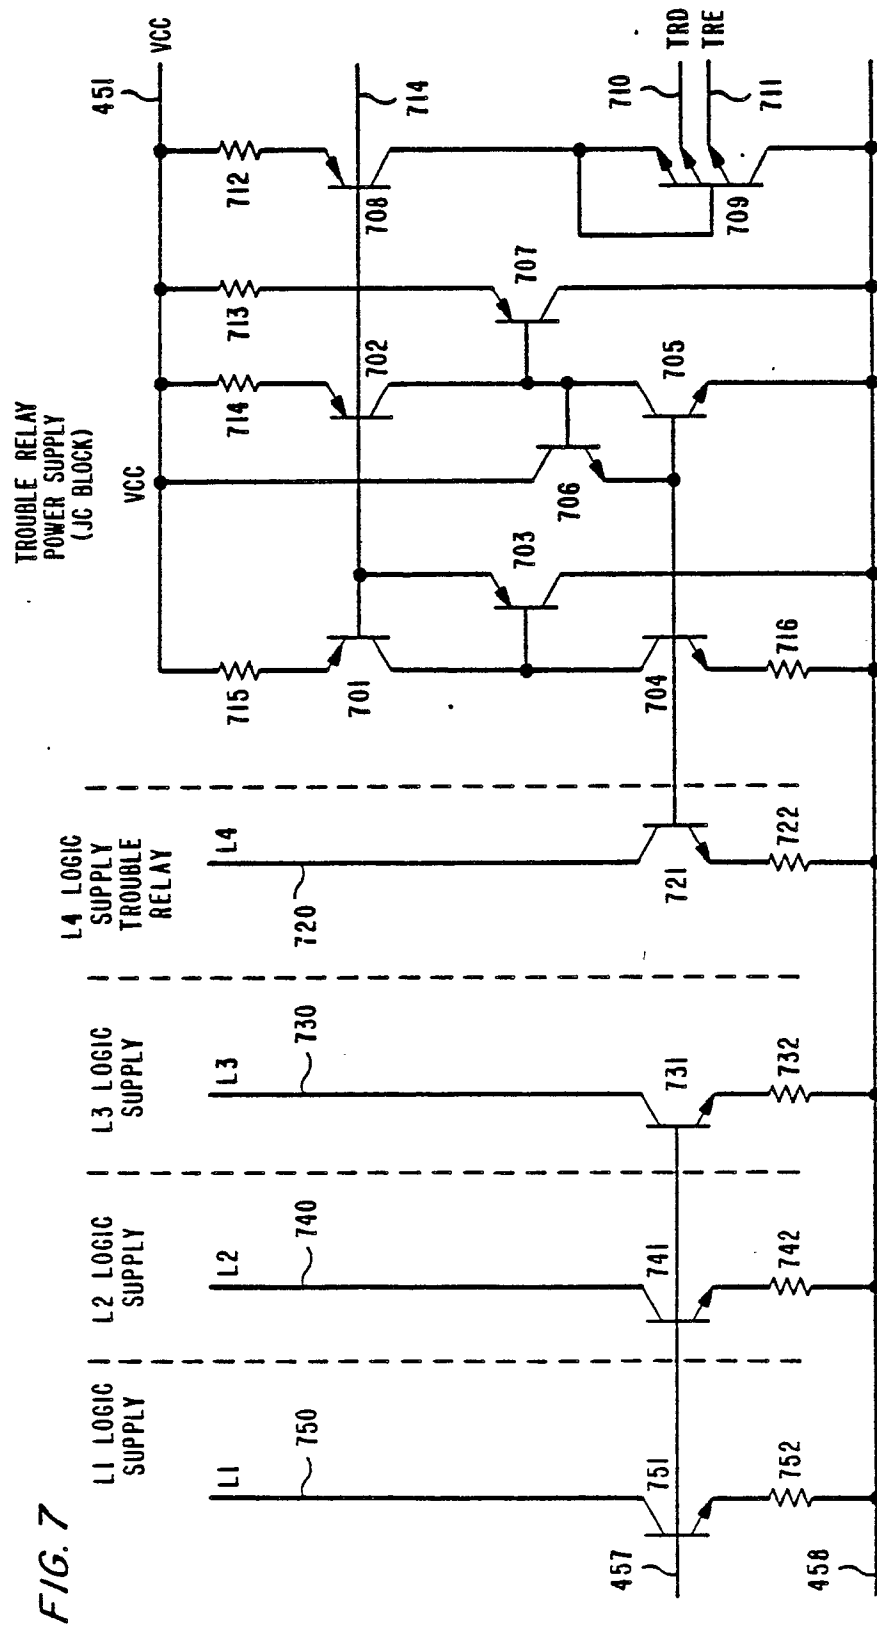 FIG. 7
L1 LOGIC
SUPPLY
L2 LOGIC
SUPPLY
L3 LOGIC
SUPPLY
L4 LOGIC
SUPPLY
TROUBLE
RELAY
TROUBLE RELAY
POWER SUPPLY
(JC BLOCK)
VCC
451
VCC
L1
750
L2
740
L3
730
L4
720
715
714
713
712
701
702
708
714
703
706
707
705
704
709
710
TRD
TRE
711
457
751
741
731
721
716
752
742
732
722
458